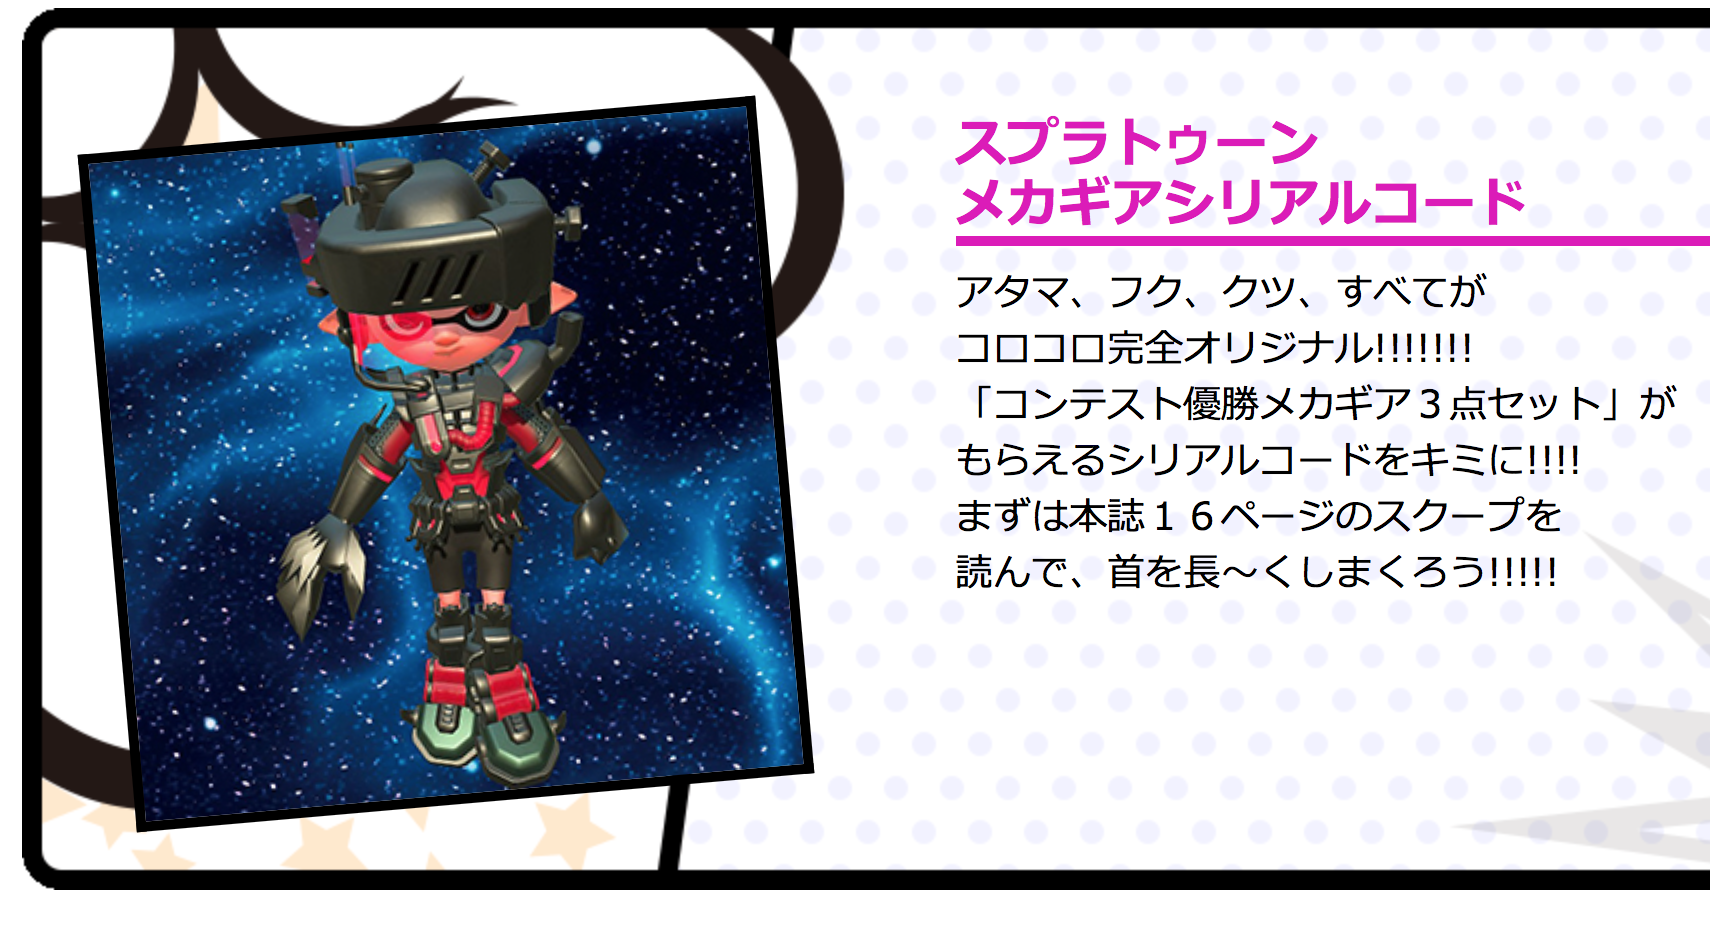 スプラトゥーン
メカギアシリアルコード
アタマ、フク、クツ、すべてが
コロコロ完全オリジナル!!!!!!!
「コンテスト優勝メカギア３点セット」が
もらえるシリアルコードをキミに!!!!
まずは本誌１６ページのスクープを
読んで、首を長～くしまくろう!!!!!